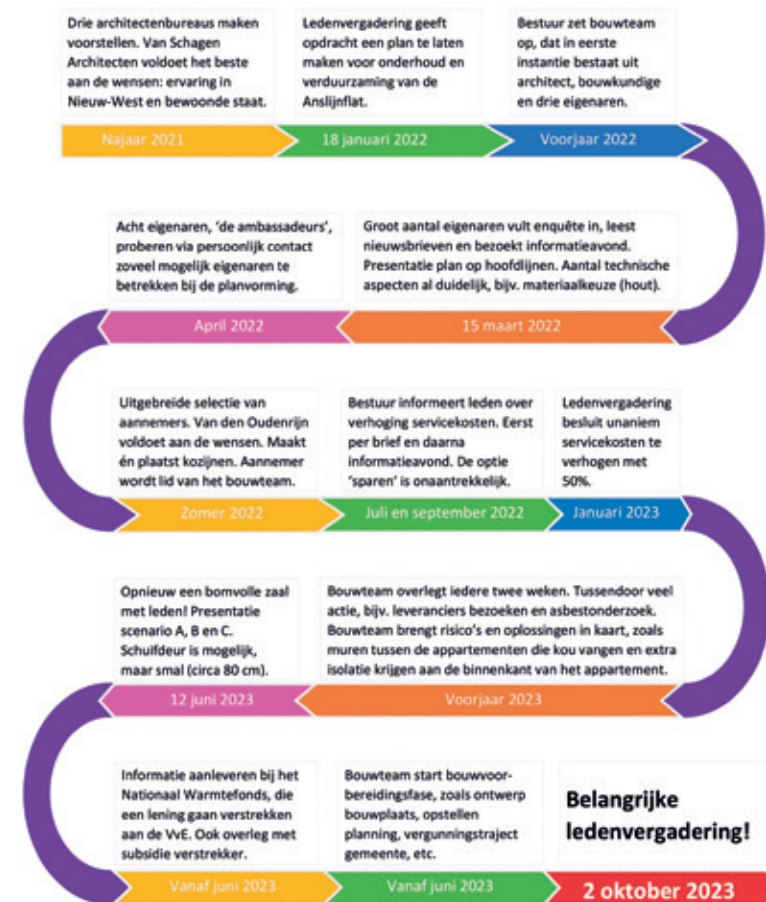 Drie architectenbureaus maken
voorstellen. Van Schagen
Architecten voldoet het beste
aan de wensen: ervaring in
Nieuw-West en bewoonde staat.
Najaar 2021
Ledenvergadering geeft
opdracht een plan te laten
maken voor onderhoud en
verduurzaming van de
Anslijnflat.
18 januari 2022
Bestuur zet bouwteam
op, dat in eerste
instantie bestaat uit
architect, bouwkundige
en drie eigenaren.
Voorjaar 2022
Groot aantal eigenaren vult enquête in, leest
nieuwsbrieven en bezoekt informatieavond.
Presentatie plan op hoofdlijnen. Aantal technische
aspecten al duidelijk, bijv. materiaalkeuze (hout).
15 maart 2022
Acht eigenaren, ‘de ambassadeurs’,
proberen via persoonlijk contact
zoveel mogelijk eigenaren te
betrekken bij de planvorming.
April 2022
Uitgebreide selectie van
aannemers. Van den Oudenrijn
voldoet aan de wensen. Maakt
én plaatst kozijnen. Aannemer
wordt lid van het bouwteam.
Zomer 2022
Bestuur informeert leden over
verhoging servicekosten. Eerst
per brief en daarna
informatieavond. De optie
‘sparen’ is onaantrekkelijk.
Juli en september 2022
Ledenvergadering
besluit unaniem
servicekosten te
verhogen met
50%.
Januari 2023
Bouwteam overlegt iedere twee weken. Tussendoor veel
actie, bijv. leveranciers bezoeken en asbestonderzoek.
Bouwteam brengt risico’s en oplossingen in kaart, zoals
muren tussen de appartementen die kou vangen en extra
isolatie krijgen aan de binnenkant van het appartement.
Voorjaar 2023
Opnieuw een bomvolle zaal
met leden! Presentatie
scenario A, B en C.
Schuifdeur is mogelijk,
maar smal (circa 80 cm).
12 juni 2023
Informatie aanleveren bij het
Nationaal Warmtefonds, die
een lening gaan verstrekken
aan de VvE. Ook overleg met
subsidie verstrekker.
Vanaf juni 2023
Bouwteam start bouwvoor-
bereidingsfase, zoals ontwerp
bouwplaats, opstellen
planning, vergunningstraject
gemeente, etc.
Vanaf juni 2023
Belangrijke
ledenvergadering!
2 oktober 2023